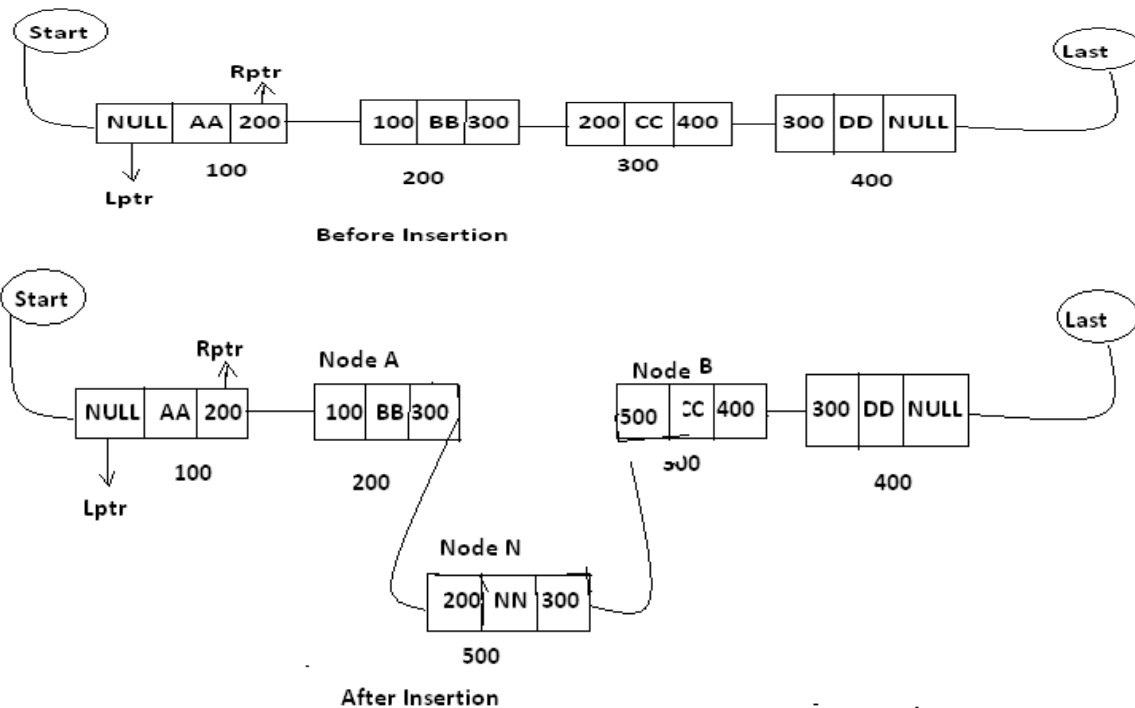 Start
Last
Rptr
NULL AA 200
100 BB 300
200 CC 400
300 DD NULL
100
200
300
400
Lptr
Before Insertion
Start
Last
Rptr
Node A
Node B
NULL AA 200
100 BB 300
500 CC 400
300 DD NULL
100
200
300
400
Lptr
Node N
200 NN 300
500
After Insertion